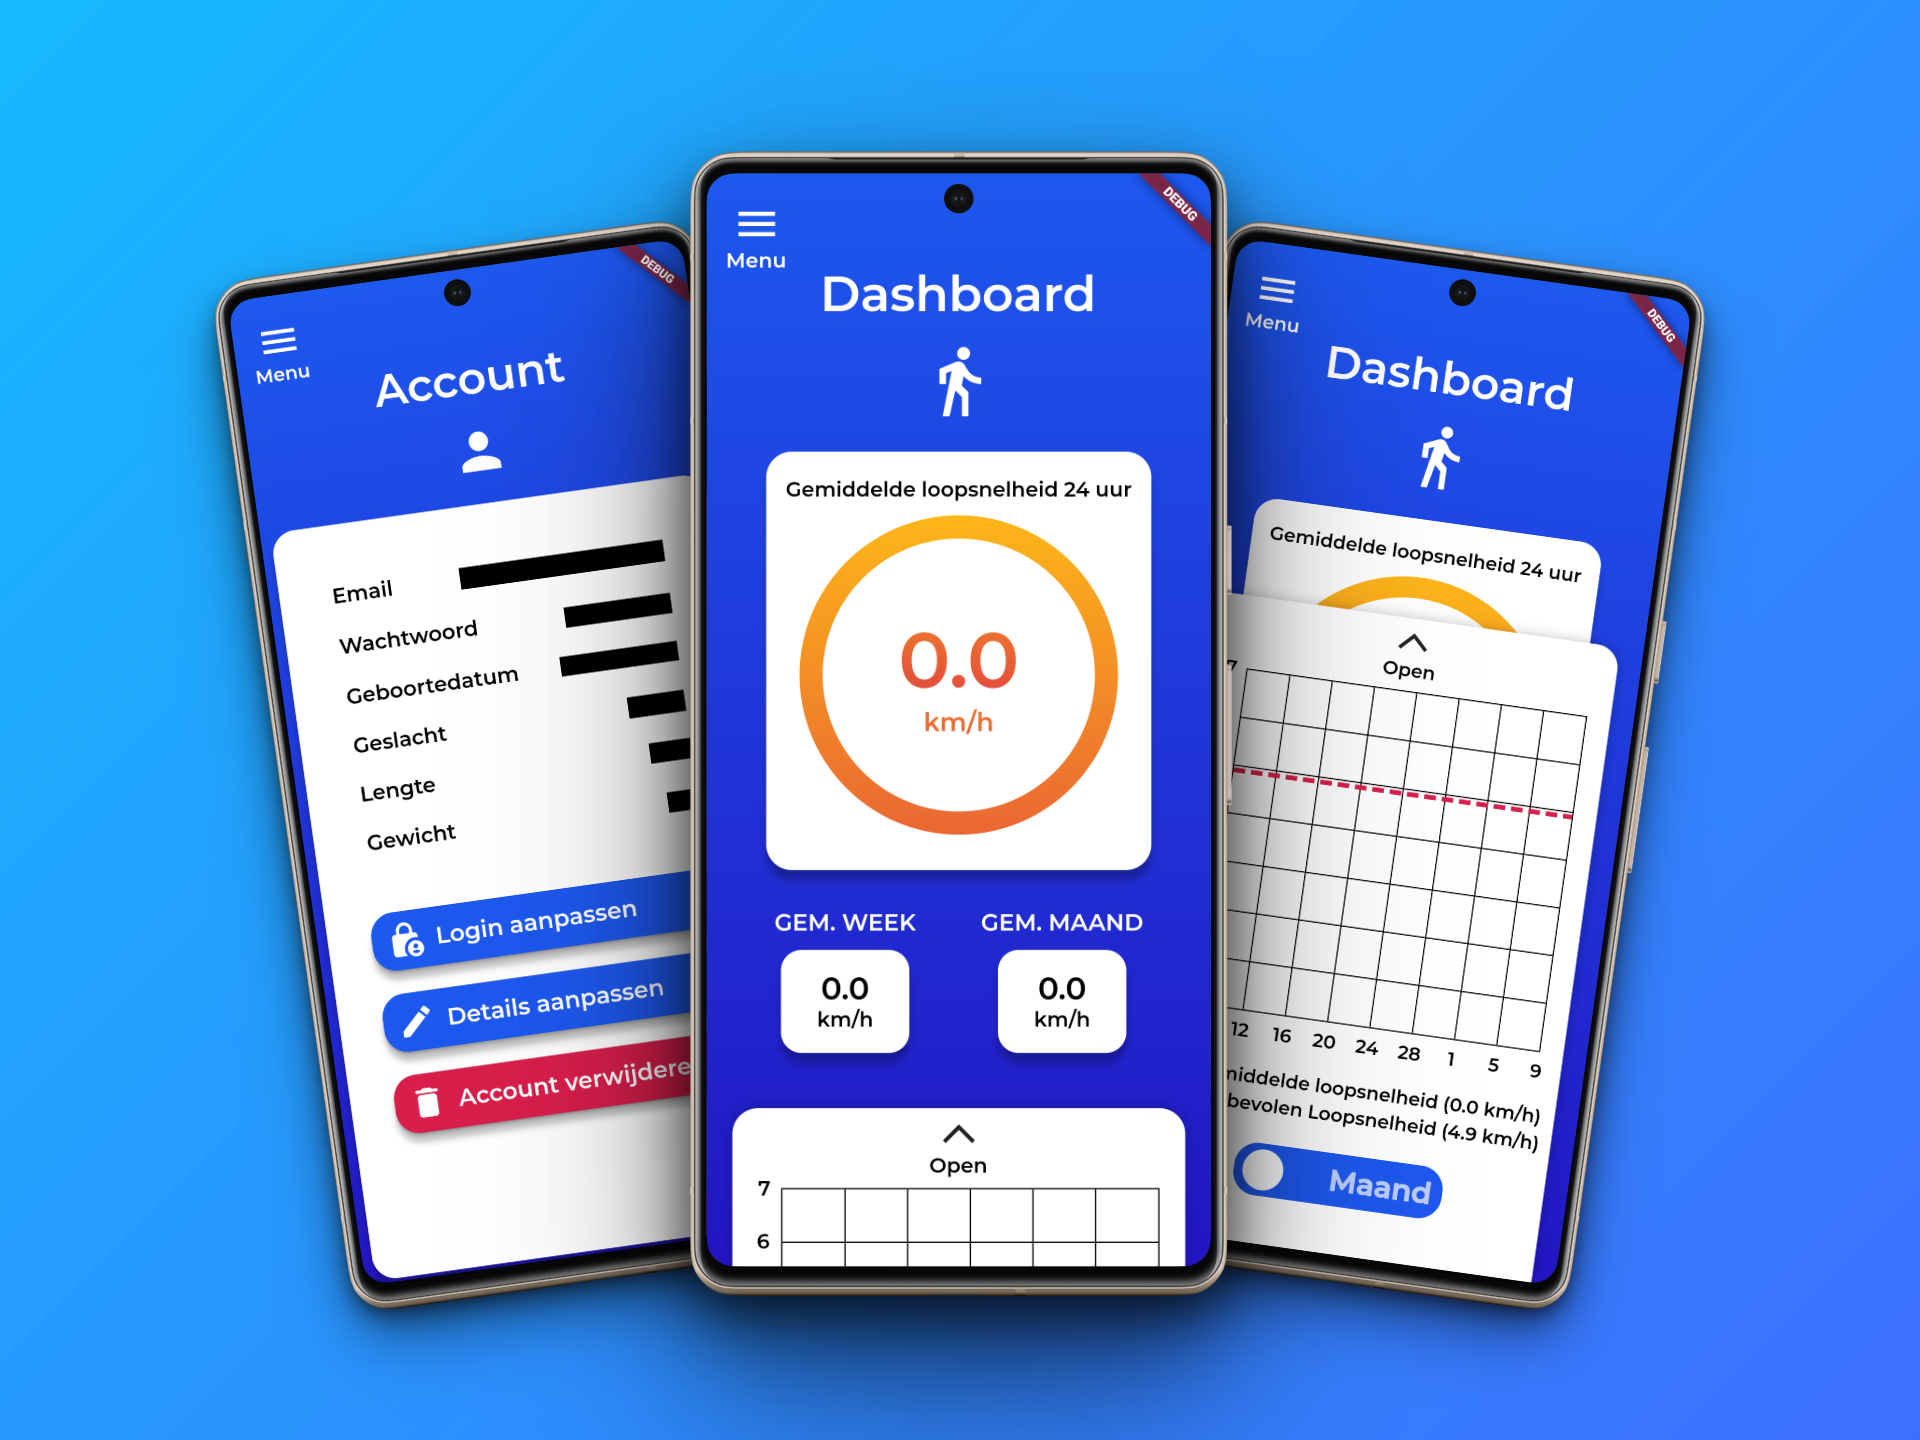 DEBUG
Menu
Account
Email
Wachtwoord
Geboortedatum
Geslacht
Lengte
Gewicht
Login aanpassen
Details aanpassen
Account verwijdere
DEBUG
Menu
Dashboard
Gemiddelde loopsnelheid 24 uur
0.0
km/h
GEM. WEEK GEM. MAAND
0.0 0.0
km/h km/h
Open
7
6
DEBUG
Menu
Dashboard
Gemiddelde loopsnelheid 24 uur
Open
7
12 16 20 24 28 1 5 9
middelde loopsnelheid (0.0 km/h)
bevolen Loopsnelheid (4.9 km/h)
Maand